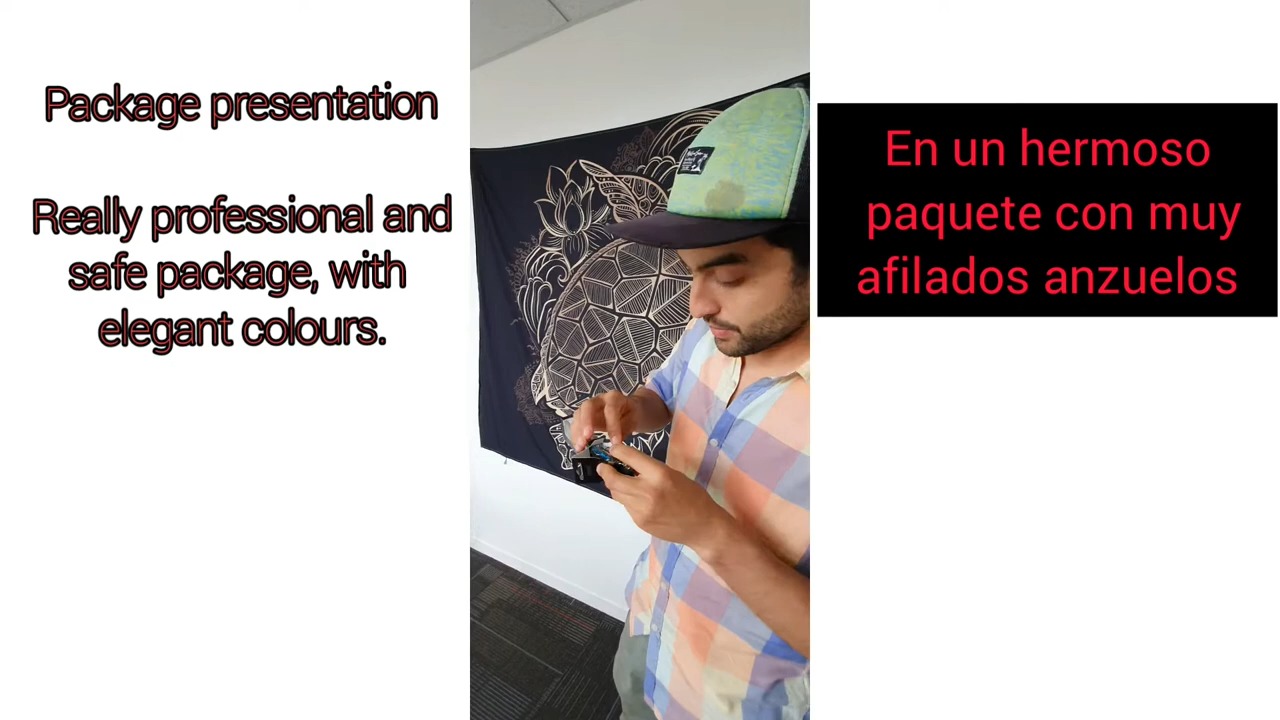 Package presentation
Really professional and
safe package, with
elegant colours.
En un hermoso
paquete con muy
afilados anzuelos